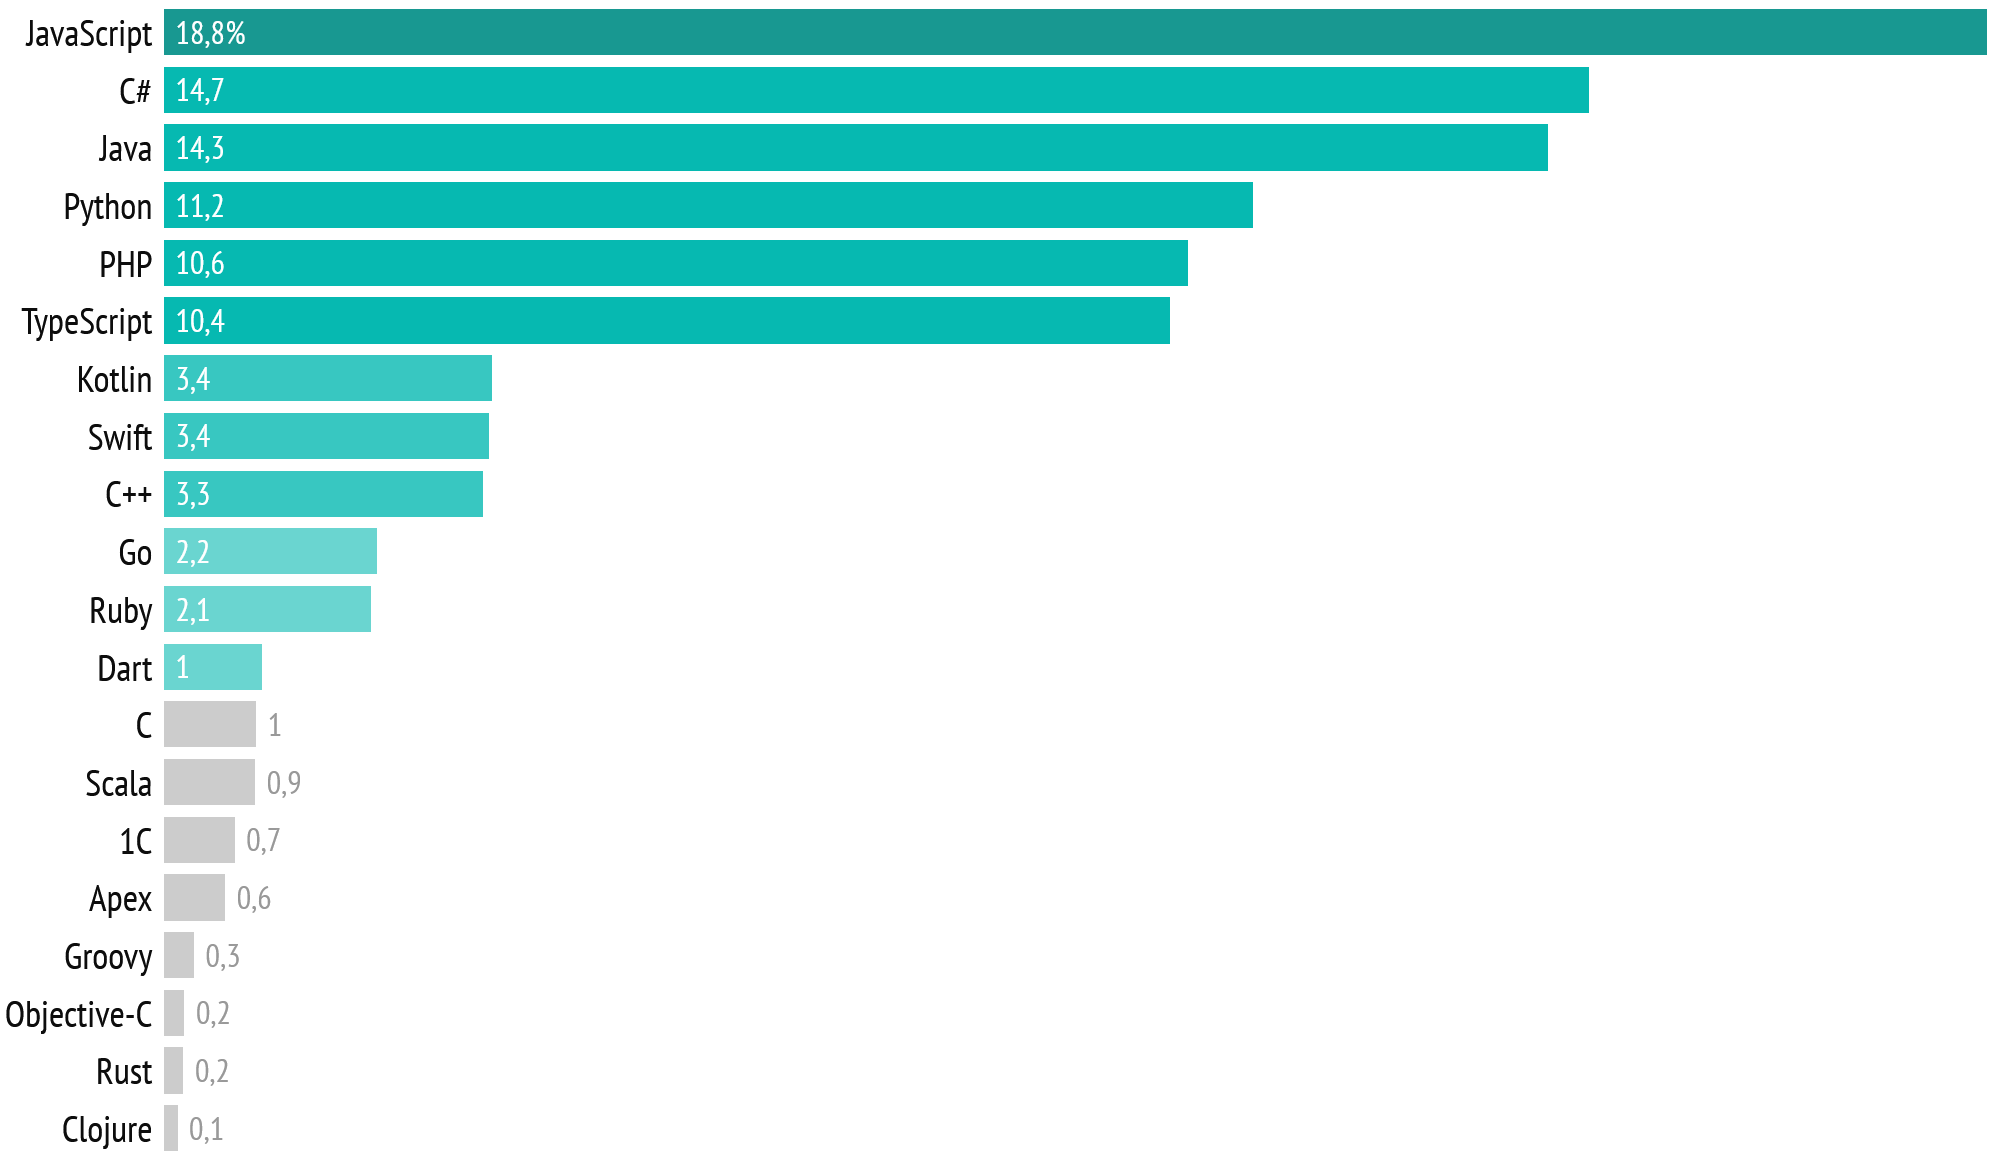 JavaScript 18,8%
C# 14,7
Java 14,3
Python 11,2
PHP 10,6
TypeScript 10,4
Kotlin 3,4
Swift 3,4
C++ 3,3
Go 2,2
Ruby 2,1
Dart 1
C 1
Scala 0,9
1C 0,7
Apex 0,6
Groovy 0,3
Objective-C 0,2
Rust 0,2
Clojure 0,1